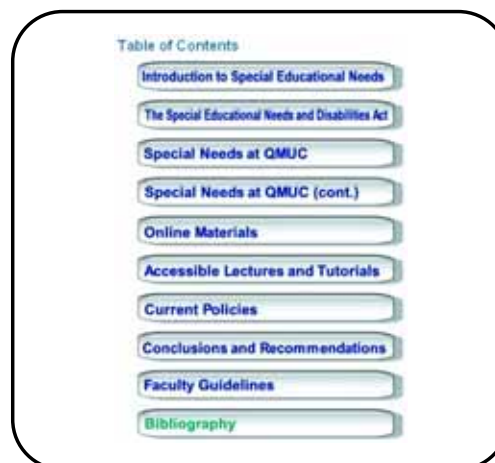 Table of Contents
Introduction to Special Educational Needs
The Special Educational Needs and Disabilities Act
Special Needs at QMUC
Special Needs at QMUC (cont.)
Online Materials
Accessible Lectures and Tutorials
Current Policies
Conclusions and Recommendations
Faculty Guidelines
Bibliography